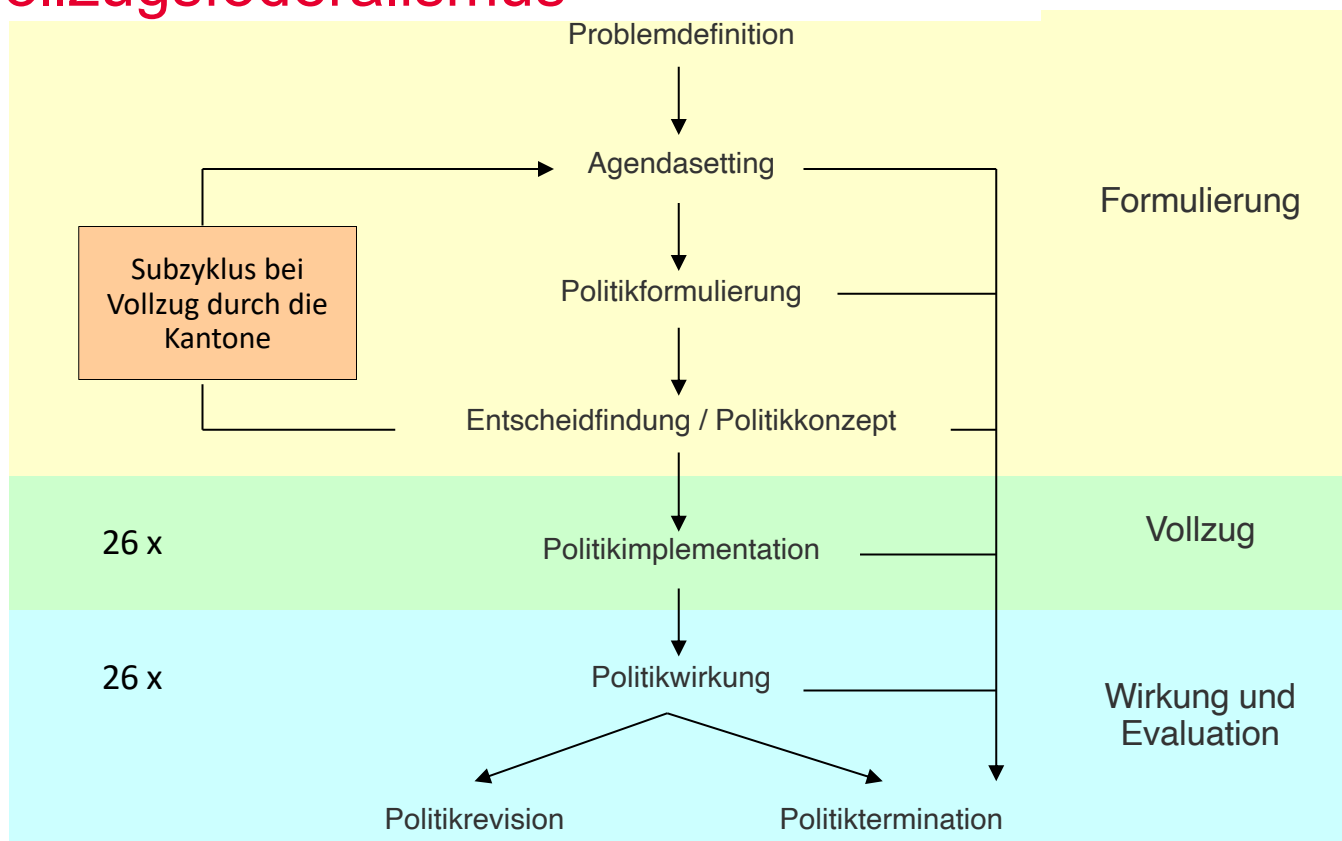 Problemdefinition
Agendasetting
Formulierung
Subzyklus bei
Vollzug durch die
Kantone
Politikformulierung
Entscheidfindung / Politikkonzept
26 x
Politikimplementation
Vollzug
26 x
Politikwirkung
Wirkung und
Evaluation
Politikrevision
Politiktermination